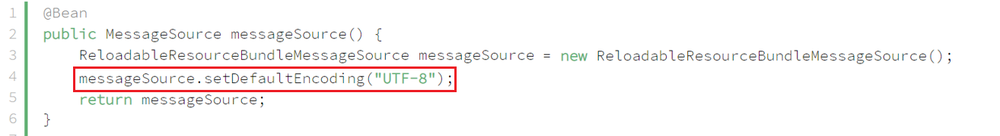 1 @Bean
2 public MessageSource messageSource() {
3     ReloadableResourceBundleMessageSource messageSource = new ReloadableResourceBundleMessageSource();
4     messageSource.setDefaultEncoding("UTF-8");
5     return messageSource;
6 }